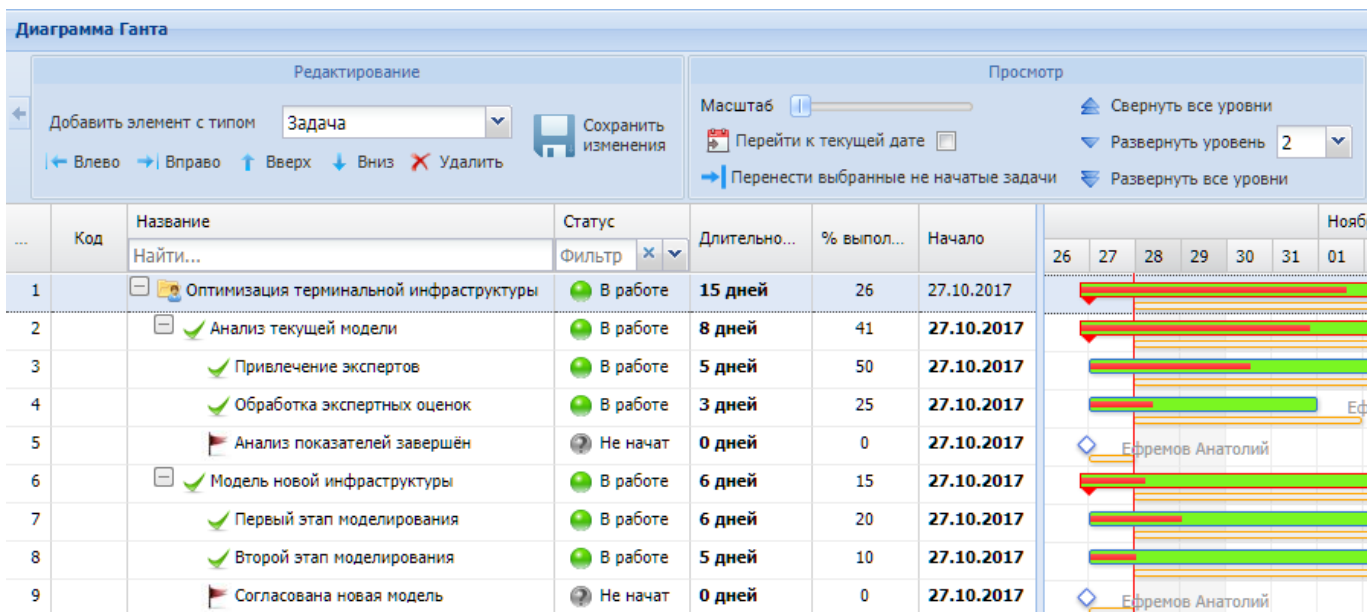 Диаграмма Ганта
Редактирование
Просмотр
Добавить элемент с типом Задача
Сохранить изменения
Влево Вправо Вверх Вниз Удалить
Масштаб
Перейти к текущей дате
Перенести выбранные не начатые задачи
Свернуть все уровни
Развернуть уровень 2
Развернуть все уровни
... Код Название Статус Длительно... % выпол... Начало Нояб
Найти... Фильтр 26 27 28 29 30 31 01
1 Оптимизация терминальной инфраструктуры В работе 15 дней 26 27.10.2017
2 Анализ текущей модели В работе 8 дней 41 27.10.2017
3 Привлечение экспертов В работе 5 дней 50 27.10.2017
4 Обработка экспертных оценок В работе 3 дней 25 27.10.2017 Еф
5 Анализ показателей завершён Не начат 0 дней 0 27.10.2017 Ефремов Анатолий
6 Модель новой инфраструктуры В работе 6 дней 15 27.10.2017
7 Первый этап моделирования В работе 6 дней 20 27.10.2017
8 Второй этап моделирования В работе 5 дней 10 27.10.2017
9 Согласована новая модель Не начат 0 дней 0 27.10.2017 Ефремов Анатолий